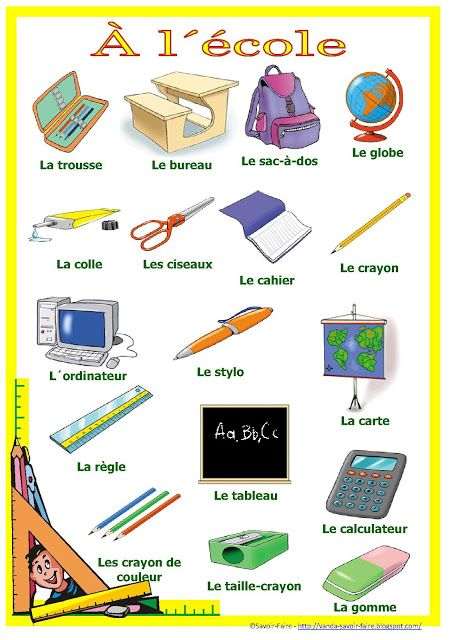 À l´école
La trousse
Le bureau
Le sac-à-dos
Le globe
La colle
Les ciseaux
Le cahier
Le crayon
L´ordinateur
Le stylo
La carte
La règle
Aa, Bb, Cc
Le tableau
Le calculateur
Les crayon de
couleur
Le taille-crayon
La gomme
©Savoir-Faire - http://vanda-savoir-faire.blogspot.com/